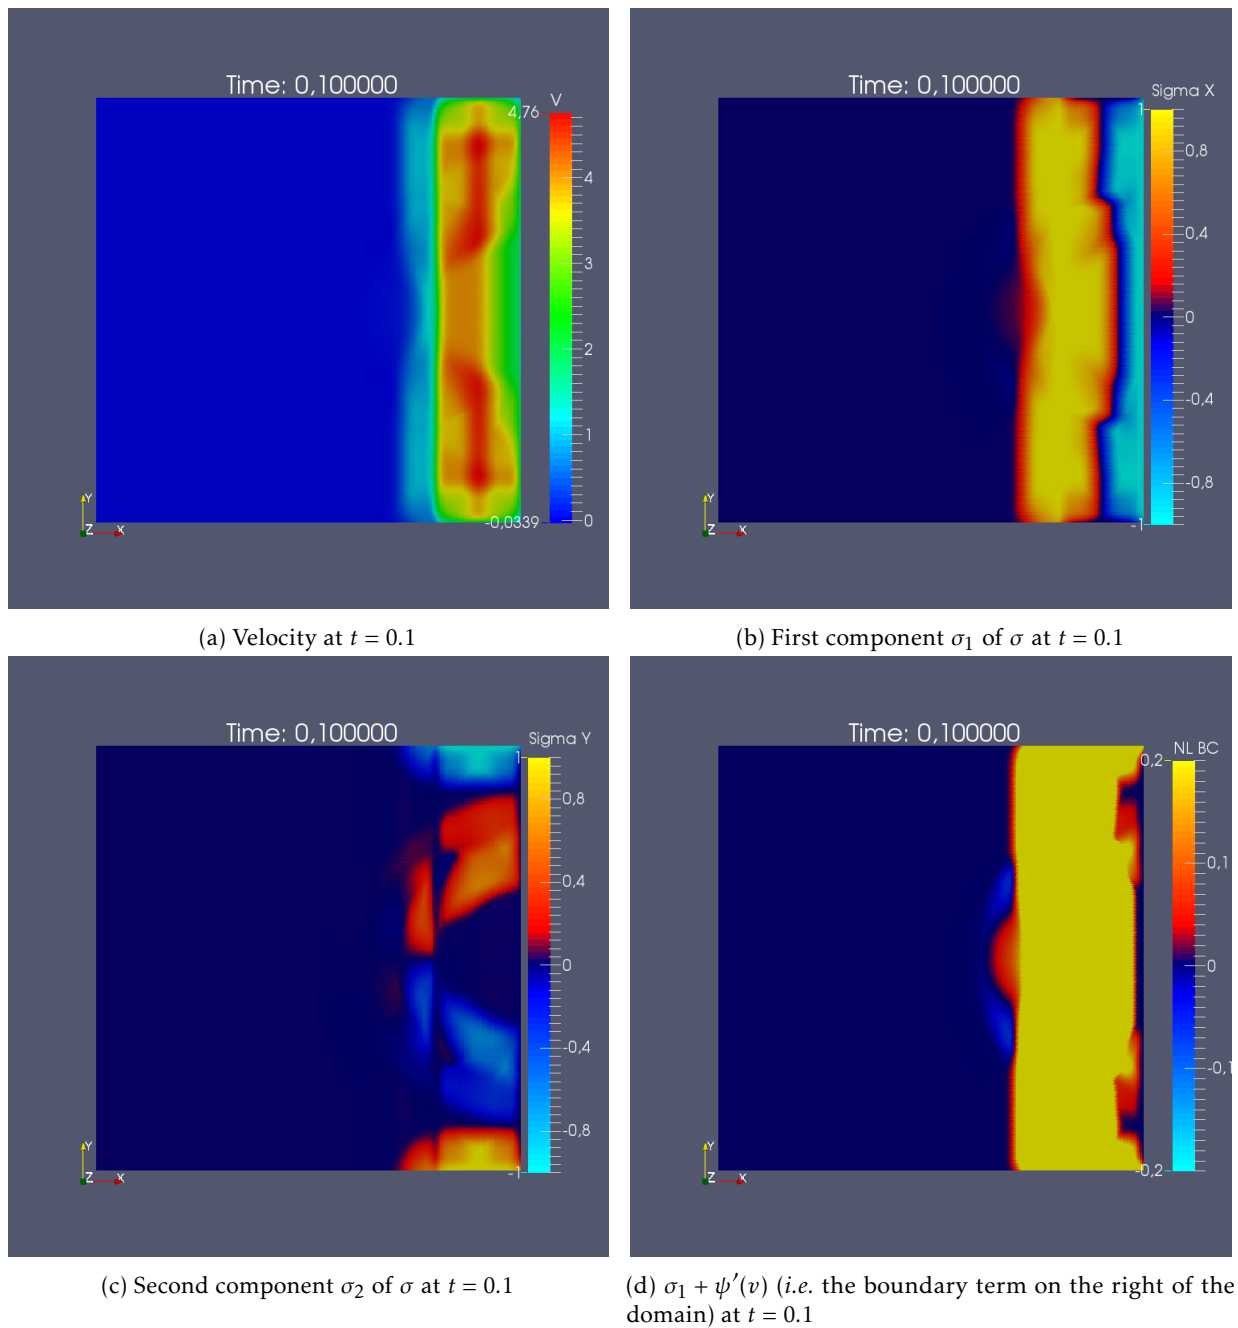 Time: 0,100000
V
4,76
4
3
2
1
0
-0,0339
Y
Z X
(a) Velocity at t = 0.1
Time: 0,100000
Sigma X
1
0,8
0,4
0
-0,4
-0,8
-1
Y
Z X
(b) First component σ1 of σ at t = 0.1
Time: 0,100000
Sigma Y
1
0,8
0,4
0
-0,4
-0,8
-1
Y
Z X
(c) Second component σ2 of σ at t = 0.1
Time: 0,100000
NL BC
0,2
0,1
0
-0,1
-0,2
Y
Z X
(d) σ1 + ψ′(v) (i.e. the boundary term on the right of the
domain) at t = 0.1